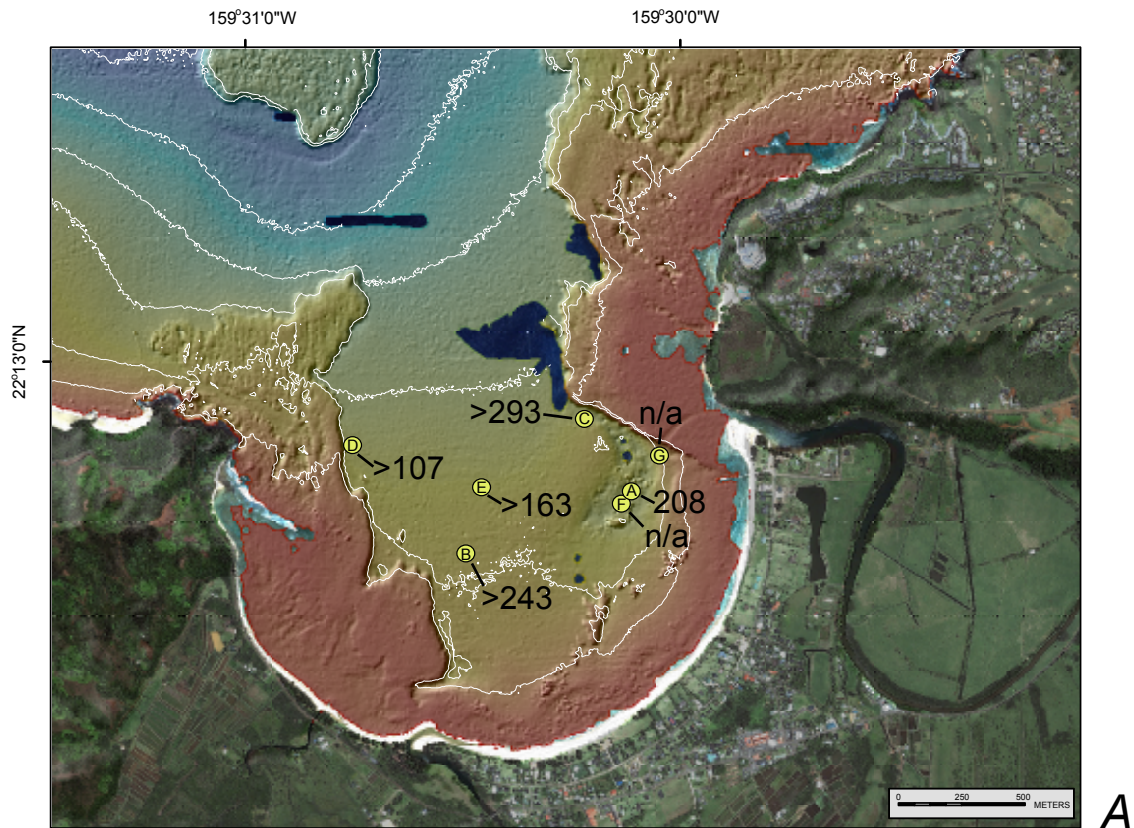 159°31'0"W
159°30'0"W
22°13'0"N
>293
C
n/a
G
D
>107
E
>163
A
208
F
n/a
B
>243
0 250 500
METERS
A